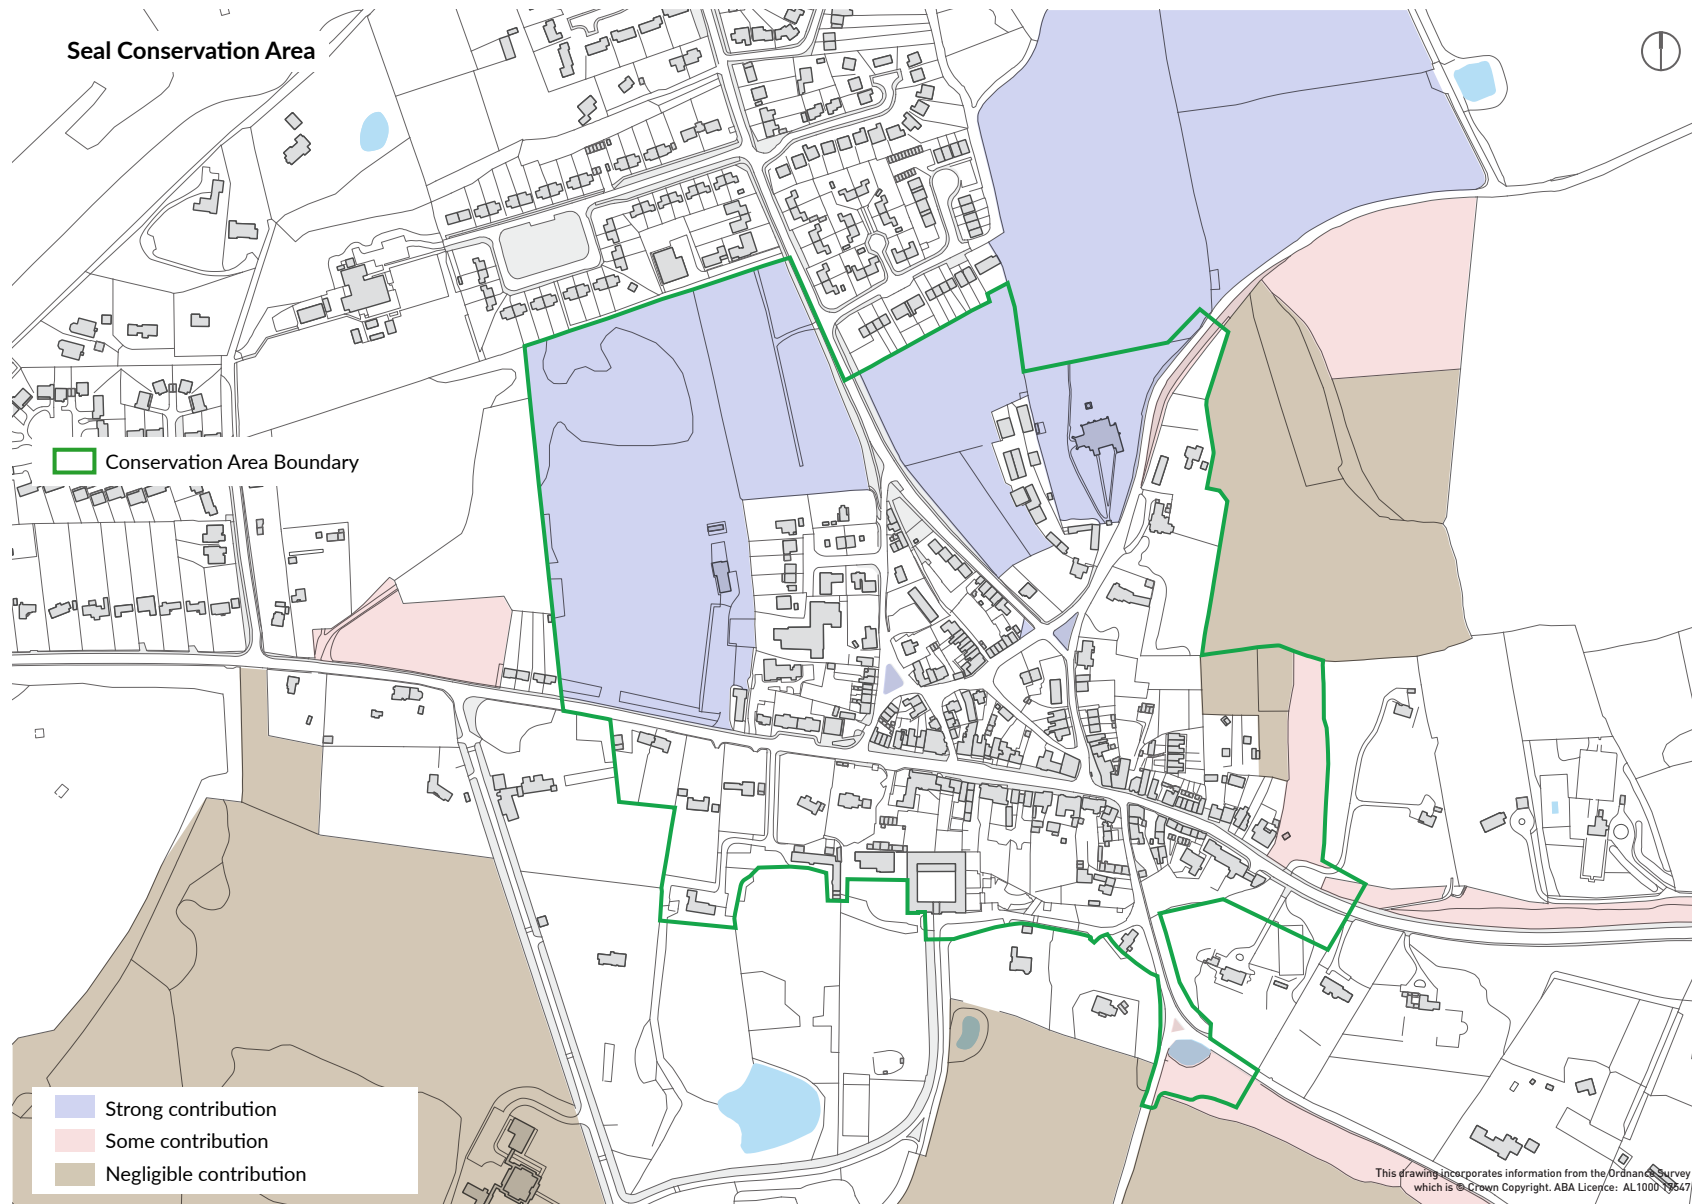 Seal Conservation Area
Conservation Area Boundary
Strong contribution
Some contribution
Negligible contribution
This drawing incorporates information from the Ordnance Survey
which is © Crown Copyright. ABA Licence: AL1000 17547